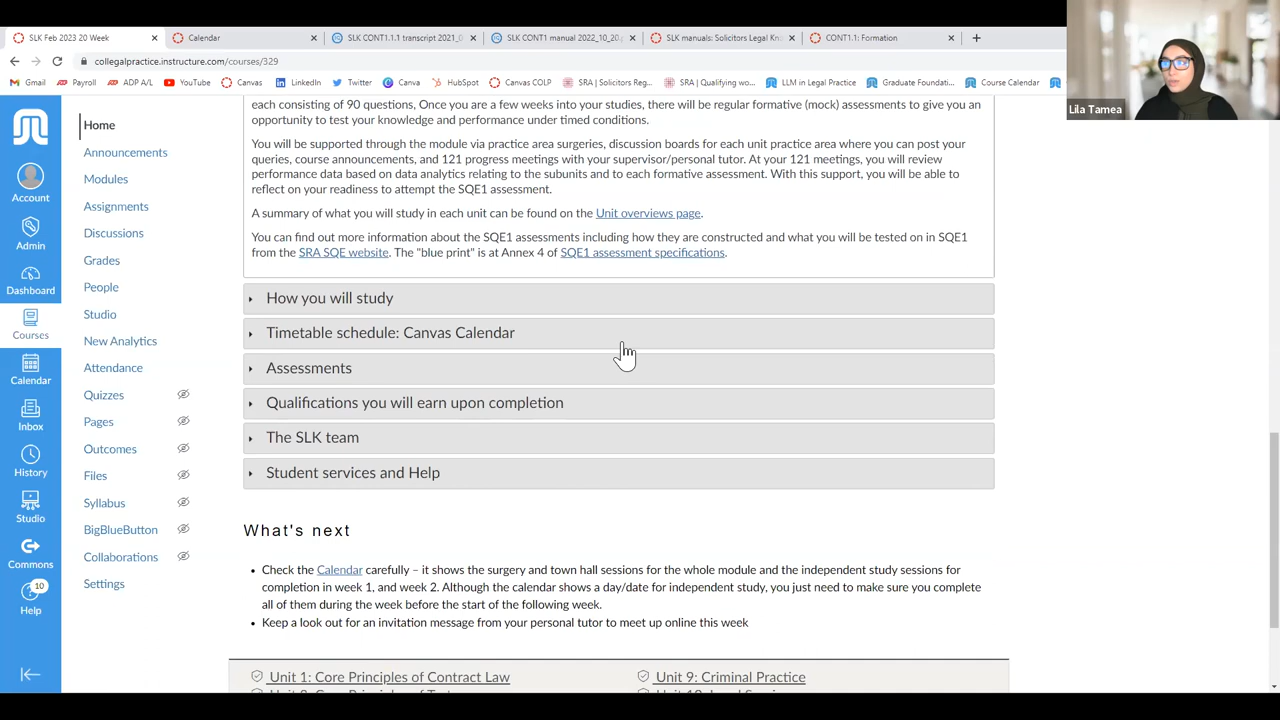 SLK Feb 2023 20 Week
Calendar
SLK CONT1.1.1 transcript 2021_0
SLK CONT1 manual 2022_10_20.p
SLK manuals: Solicitors Legal Kno
CONT1.1: Formation
collegalpractice.instructure.com/courses/329
Gmail
Payroll
ADP A/L
YouTube
Canvas
LinkedIn
Twitter
Canva
HubSpot
Canvas COLP
SRA | Solicitors Reg...
SRA | Qualifying wo...
LLM in Legal Practice
Graduate Foundati...
Course Calendar
Lila Tamea
Account
Admin
Dashboard
Courses
Calendar
Inbox
History
Studio
Commons
10
Help
Home
Announcements
Modules
Assignments
Discussions
Grades
People
Studio
New Analytics
Attendance
Quizzes
Pages
Outcomes
Files
Syllabus
BigBlueButton
Collaborations
Settings
each consisting of 90 questions, Once you are a few weeks into your studies, there will be regular formative (mock) assessments to give you an
opportunity to test your knowledge and performance under timed conditions.
You will be supported through the module via practice area surgeries, discussion boards for each unit practice area where you can post your
queries, course announcements, and 121 progress meetings with your supervisor/personal tutor. At your 121 meetings, you will review
performance data based on data analytics relating to the subunits and to each formative assessment. With this support, you will be able to
reflect on your readiness to attempt the SQE1 assessment.
A summary of what you will study in each unit can be found on the Unit overviews page.
You can find out more information about the SQE1 assessments including how they are constructed and what you will be tested on in SQE1
from the SRA SQE website. The "blue print" is at Annex 4 of SQE1 assessment specifications.
How you will study
Timetable schedule: Canvas Calendar
Assessments
Qualifications you will earn upon completion
The SLK team
Student services and Help
What's next
Check the Calendar carefully – it shows the surgery and town hall sessions for the whole module and the independent study sessions for
completion in week 1, and week 2. Although the calendar shows a day/date for independent study, you just need to make sure you complete
all of them during the week before the start of the following week.
Keep a look out for an invitation message from your personal tutor to meet up online this week
Unit 1: Core Principles of Contract Law
Unit 9: Criminal Practice